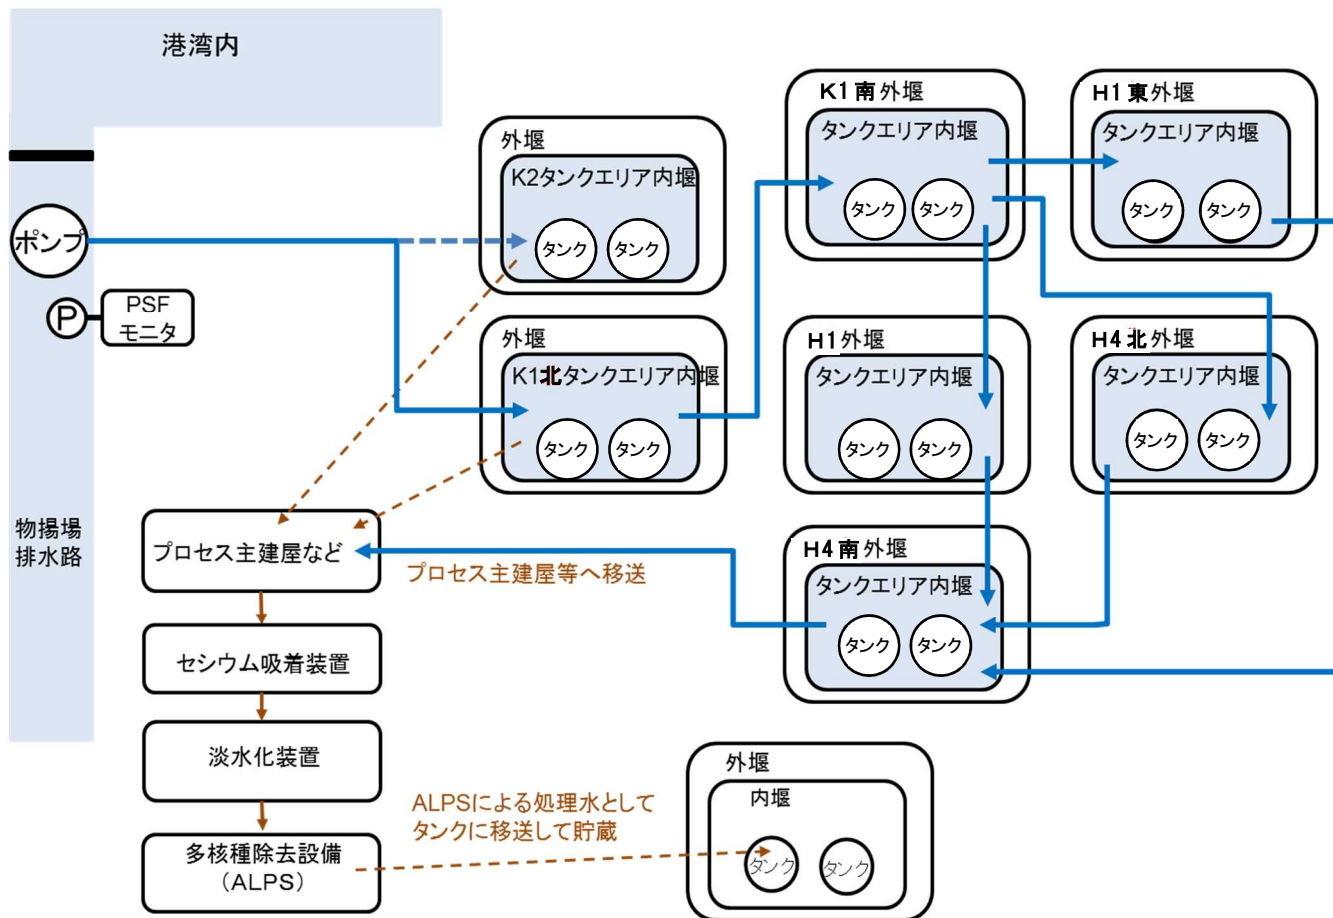 港湾内
ポンプ
P
PSF
モニタ
物揚場
排水路
外堰
K2タンクエリア内堰
タンク
タンク
外堰
K1北タンクエリア内堰
タンク
タンク
K1南外堰
タンクエリア内堰
タンク
タンク
H1東外堰
タンクエリア内堰
タンク
タンク
H1外堰
タンクエリア内堰
タンク
タンク
H4北外堰
タンクエリア内堰
タンク
タンク
H4南外堰
タンクエリア内堰
タンク
タンク
プロセス主建屋など
プロセス主建屋等へ移送
セシウム吸着装置
淡水化装置
多核種除去設備
（ALPS）
ALPSによる処理水として
タンクに移送して貯蔵
外堰
内堰
タンク
タンク